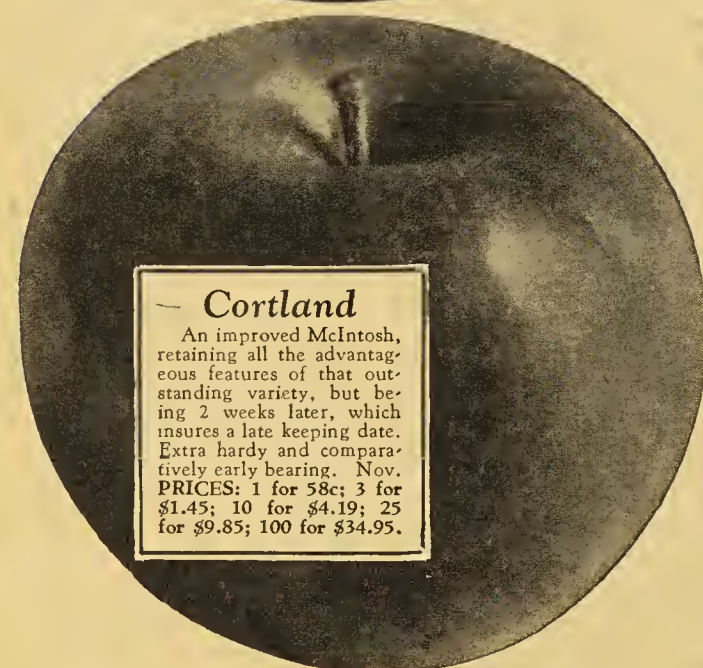 Cortland
An improved McIntosh,
retaining all the advantag-
eous features of that out-
standing variety, but be-
ing 2 weeks later, which
insures a late keeping date.
Extra hardy and compara-
tively early bearing. Nov.
PRICES: 1 for 58c; 3 for
$1.45; 10 for $4.19; 25
for $9.85; 100 for $34.95.